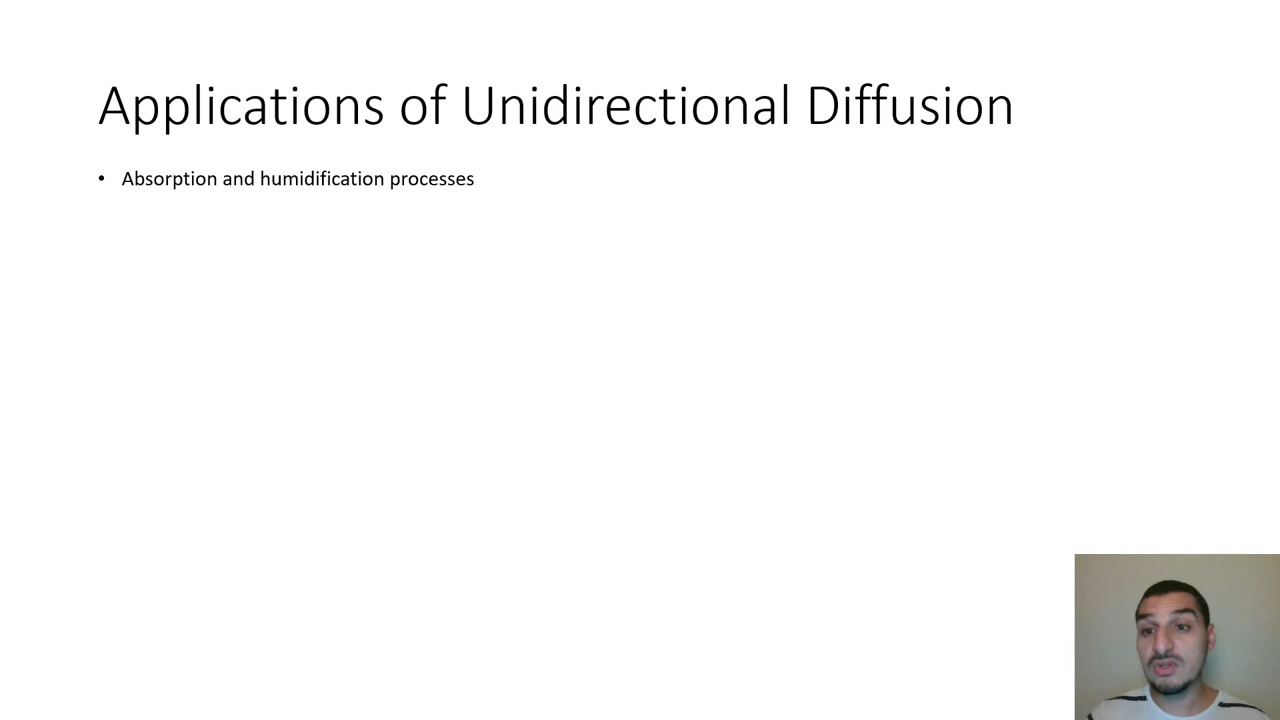 Applications of Unidirectional Diffusion
• Absorption and humidification processes